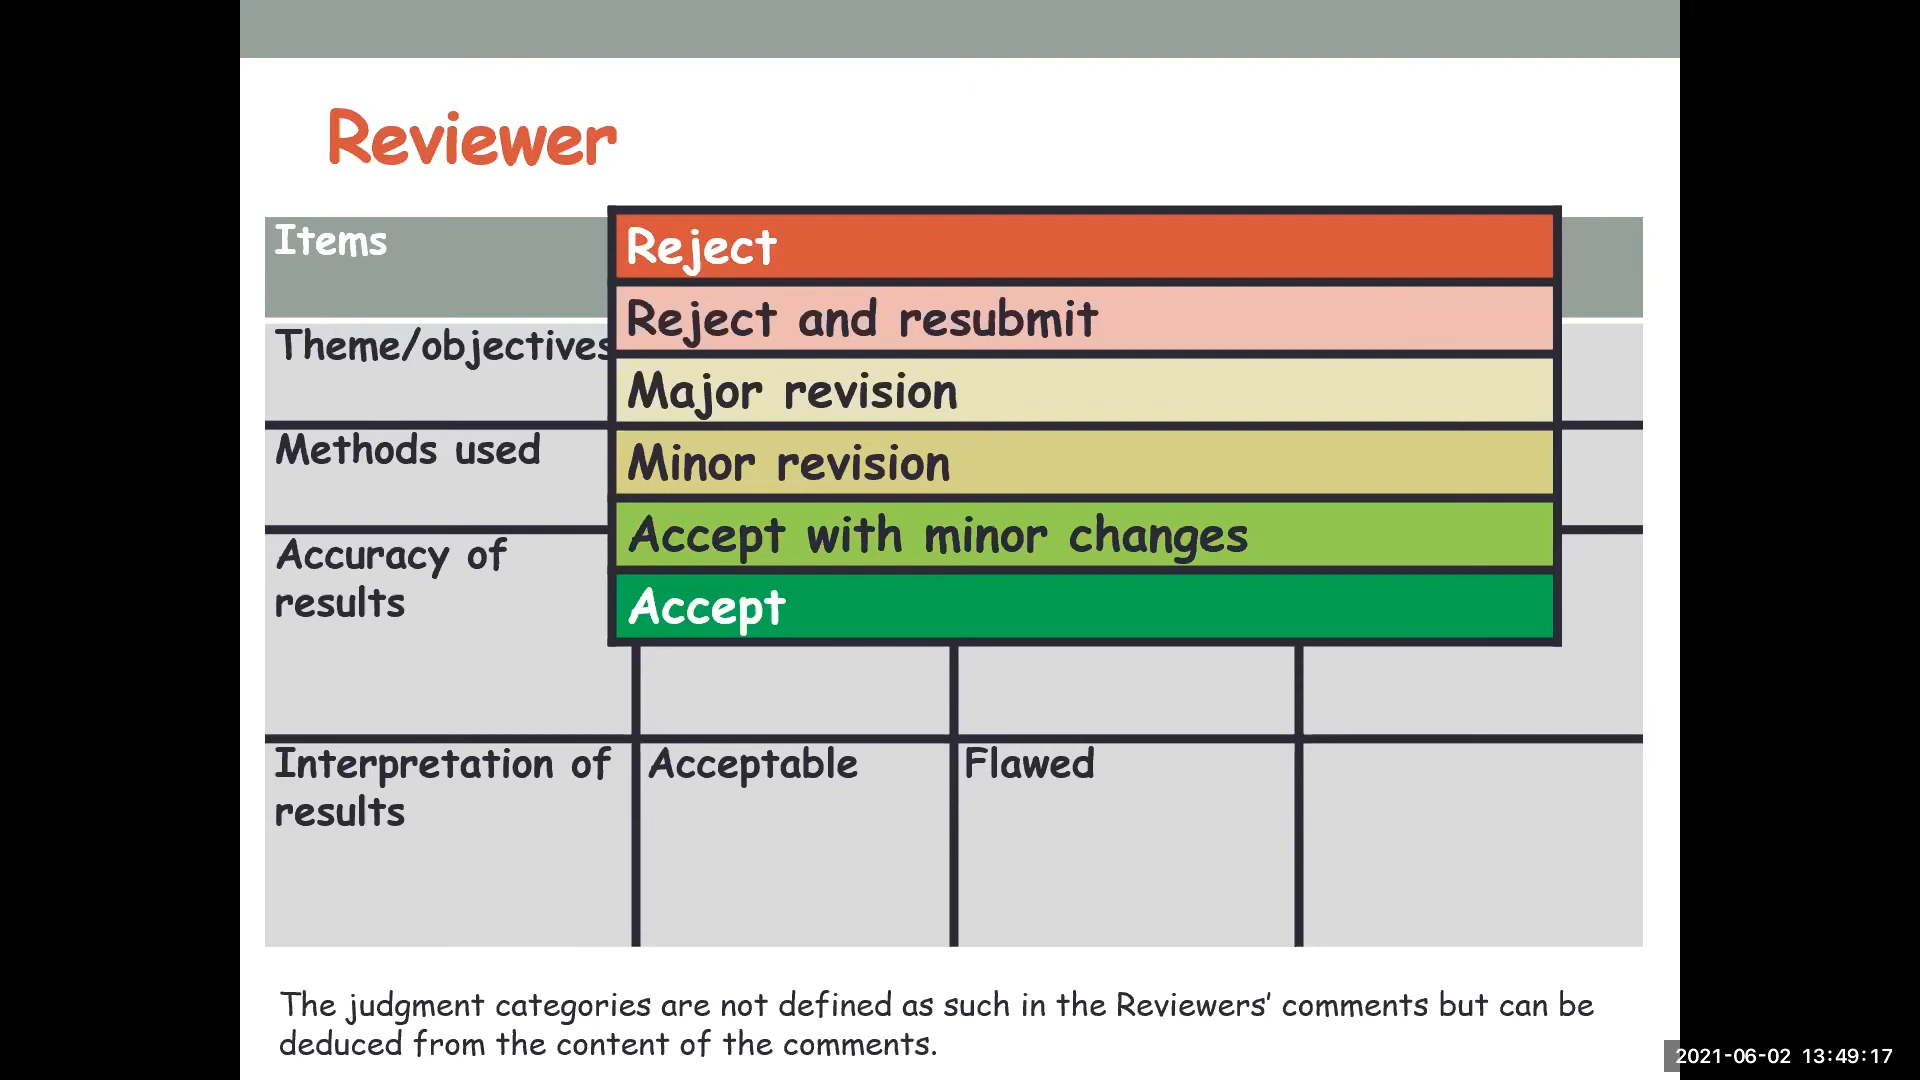 Reviewer
Items
Reject
Reject and resubmit
Theme/objectives
Major revision
Methods used
Minor revision
Accept with minor changes
Accuracy of
results
Accept
Interpretation of
results
Acceptable
Flawed
The judgment categories are not defined as such in the Reviewers’ comments but can be
deduced from the content of the comments.
2021-06-02 13:49:17